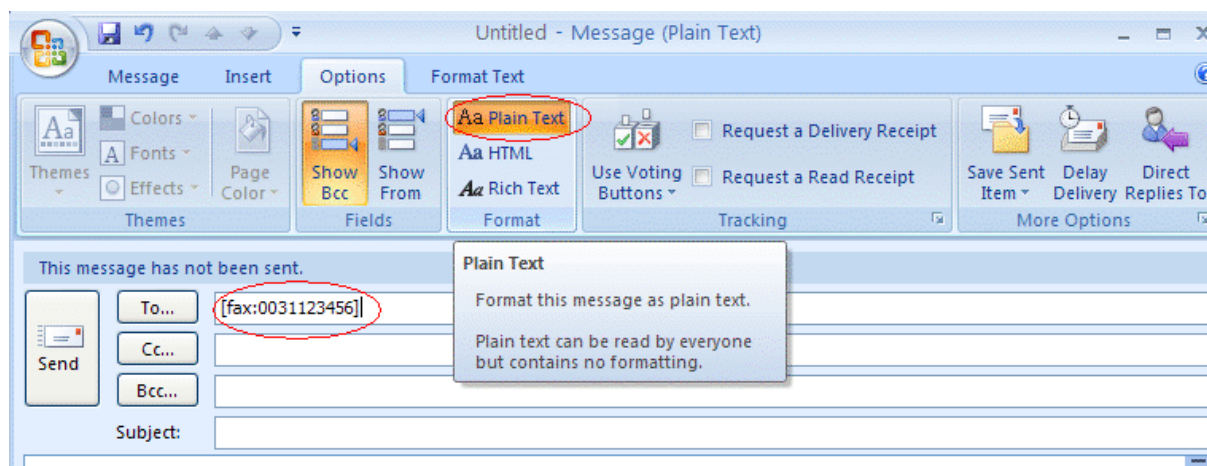 Untitled - Message (Plain Text)
Message Insert Options Format Text
Themes
Colors
Fonts
Effects
Page Color
Themes
Show Bcc
Show From
Fields
Aa Plain Text
Aa HTML
Aa Rich Text
Format
Use Voting Buttons
Request a Delivery Receipt
Request a Read Receipt
Tracking
Save Sent Item
Delay Delivery
Direct Replies To
More Options
This message has not been sent.
Send
To... [fax:0031123456]
Cc...
Bcc...
Subject:
Plain Text
Format this message as plain text.
Plain text can be read by everyone
but contains no formatting.